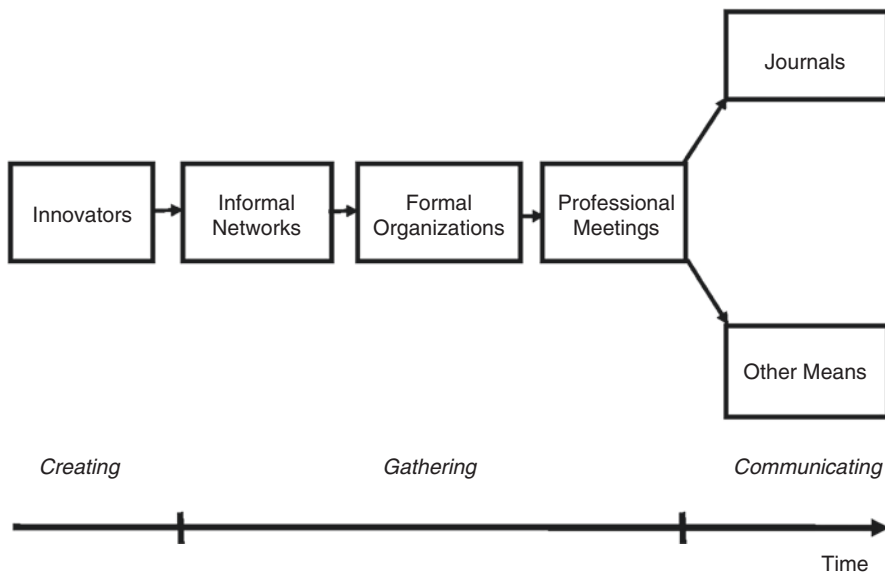 Journals
Innovators
Informal
Networks
Formal
Organizations
Professional
Meetings
Other Means
Creating
Gathering
Communicating
Time